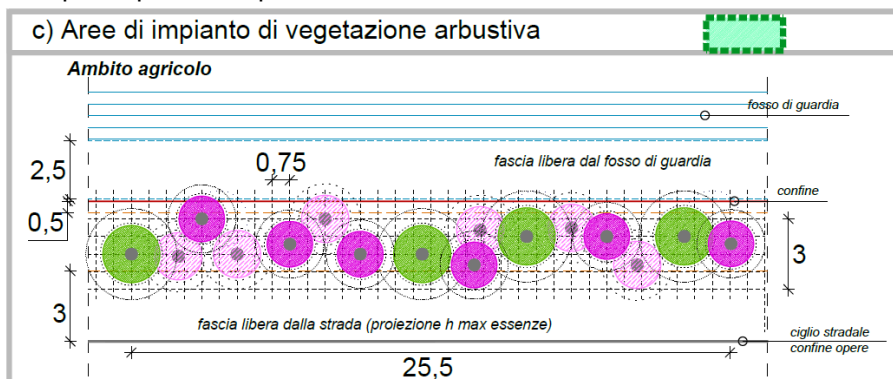 c) Aree di impianto di vegetazione arbustiva
Ambito agricolo
fosso di guardia
2,5
0,75
fascia libera dal fosso di guardia
confine
0,5
3
3
fascia libera dalla strada (proiezione h max essenze)
ciglio stradale
confine opere
25,5